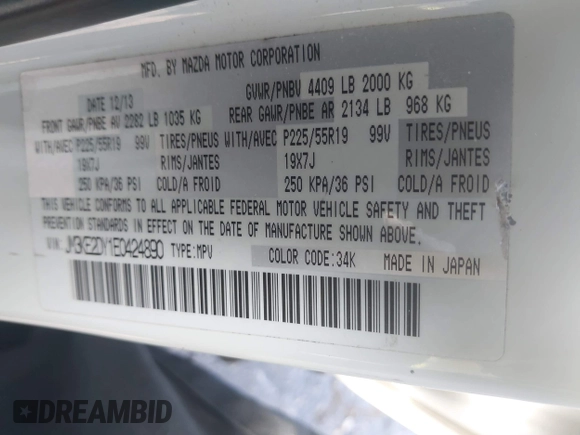 MFD. BY MAZDA MOTOR CORPORATION
DATE 12/13 GVWR/PNBV 4409 LB 2000 KG
FRONT GAWR/PNBE AV 2282 LB 1035 KG REAR GAWR/PNBE AR 2134 LB 968 KG
WITH/AVEC P225/55R19 99V TIRES/PNEUS WITH/AVEC P225/55R19 99V TIRES/PNEUS
19X7J RIMS/JANTES 19X7J RIMS/JANTES
250 KPA/36 PSI COLD/A FROID 250 KPA/36 PSI COLD/A FROID
THIS VEHICLE CONFORMS TO ALL APPLICABLE FEDERAL MOTOR VEHICLE SAFETY AND THEFT
PREVENTION STANDARDS IN EFFECT ON THE DATE OF MANUFACTURE SHOWN ABOVE.
VIN: JM3KE2DY1E0424890 TYPE:MPV COLOR CODE:34K MADE IN JAPAN
DREAMBID